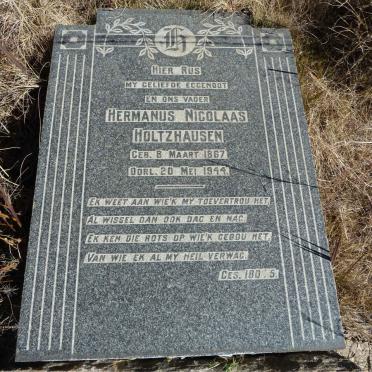 H
HIER RUS
MY GELIEFDE EGGENOOT
EN ONS VADER
HERMANUS NICOLAAS
HOLTZHAUSEN
GEB. 8 MAART 1867
OORL. 20 MEI 1944
EK WEET AAN WIE'K MY TOEVERTROU HET,
AL WISSEL DAN OOK DAG EN NAG.
EK KEN DIE ROTS OP WIE'K GEBOU HET,
VAN WIE EK AL MY HEIL VERWAG.
GES. 180: 5.